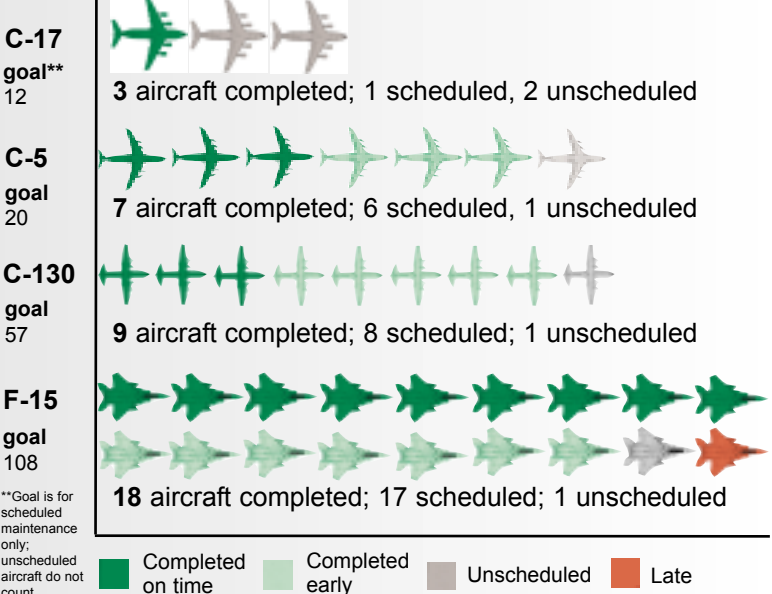 C-17
goal**
12
3 aircraft completed; 1 scheduled, 2 unscheduled
C-5
goal
20
7 aircraft completed; 6 scheduled, 1 unscheduled
C-130
goal
57
9 aircraft completed; 8 scheduled; 1 unscheduled
F-15
goal
108
18 aircraft completed; 17 scheduled; 1 unscheduled
**Goal is for
scheduled
maintenance
only;
unscheduled
aircraft do not
count
Completed
on time
Completed
early
Unscheduled
Late